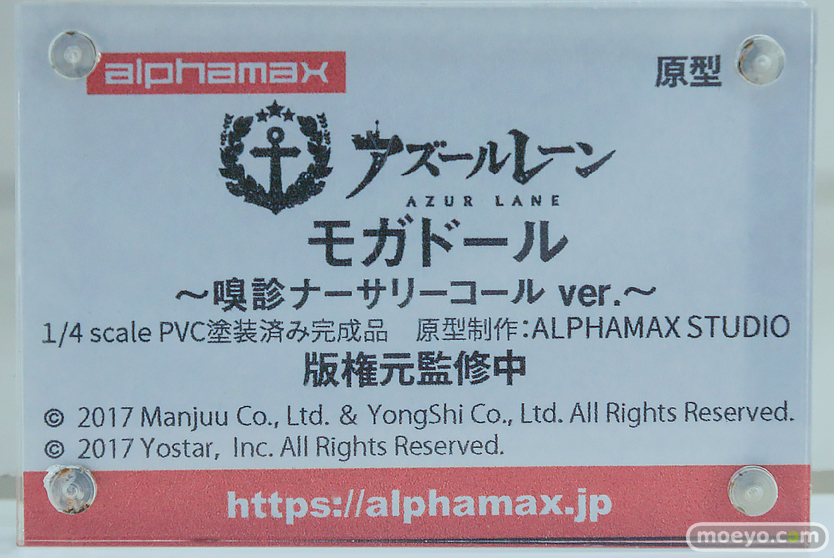 alphamax
原型
アズールレーン
AZUR LANE
モガドール
～嗅診ナーサリーコール ver.～
1/4 scale PVC塗装済み完成品　原型制作：ALPHAMAX STUDIO
版権元監修中
© 2017 Manjuu Co., Ltd. & YongShi Co., Ltd. All Rights Reserved.
© 2017 Yostar, Inc. All Rights Reserved.
https://alphamax.jp
moeyo.com